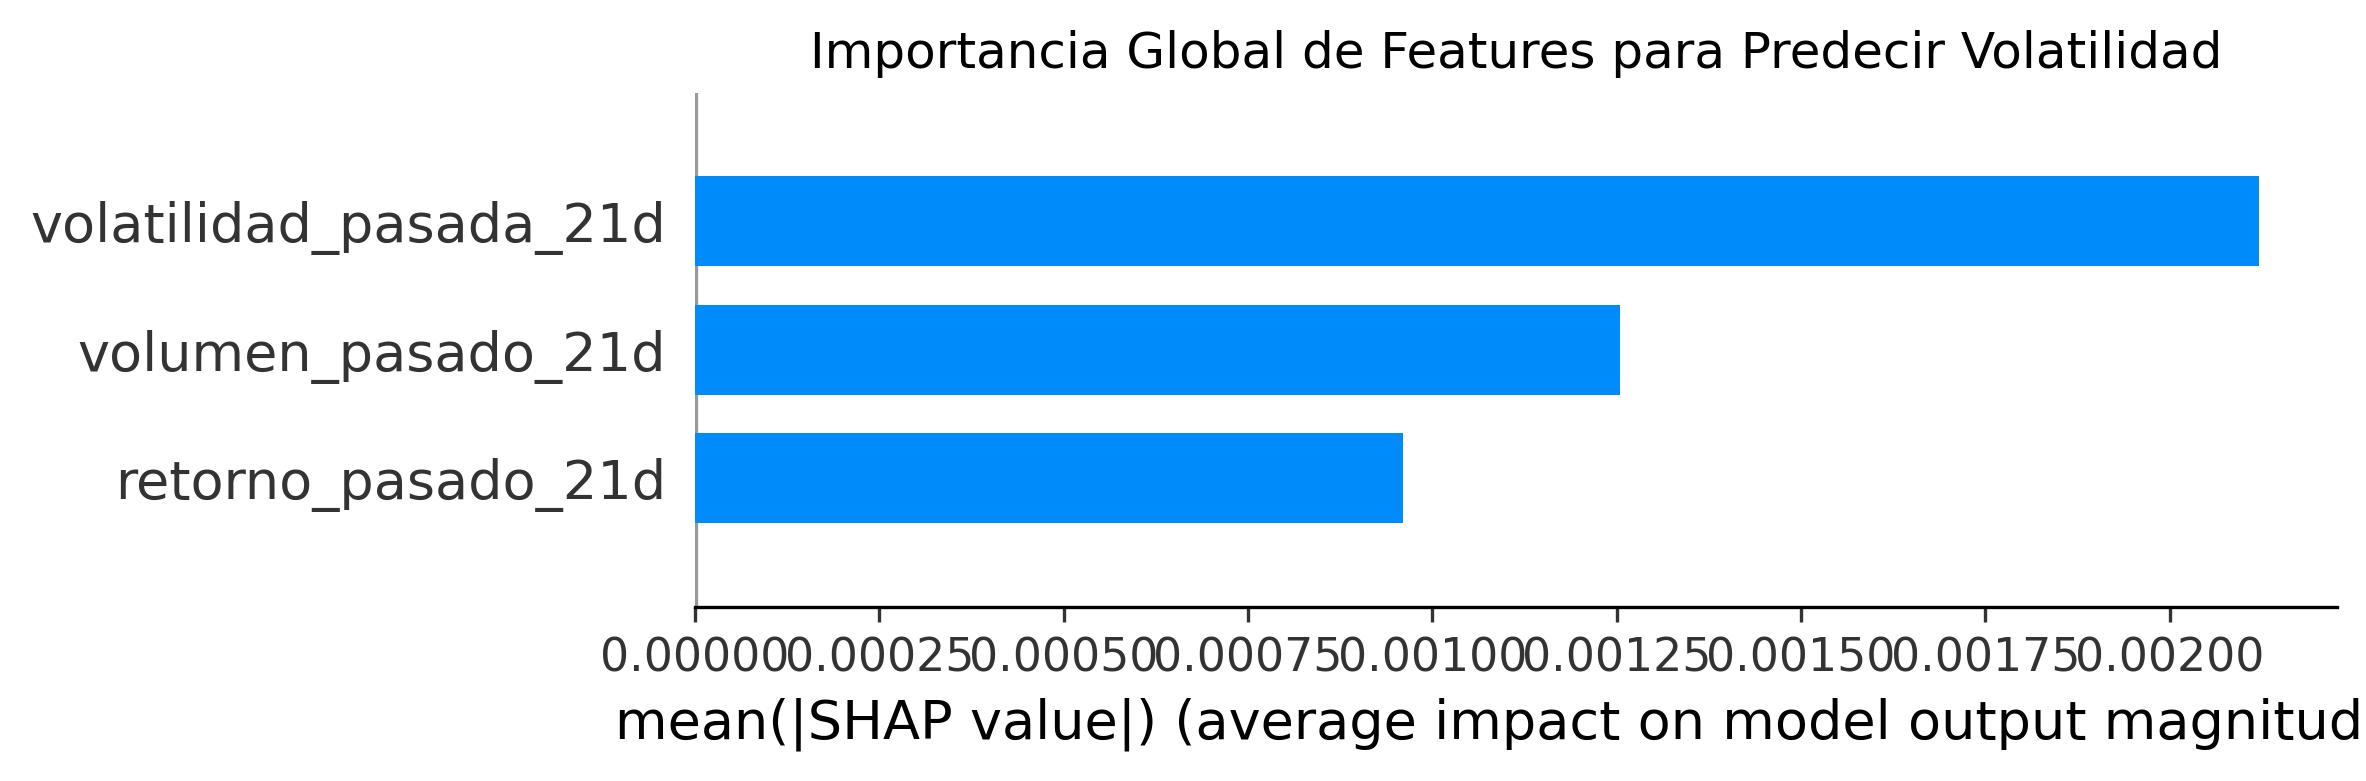 Importancia Global de Features para Predecir Volatilidad
volatilidad_pasada_21d
volumen_pasado_21d
retorno_pasado_21d
0.00000 0.00025 0.00050 0.00075 0.00100 0.00125 0.00150 0.00175 0.00200
mean(|SHAP value|) (average impact on model output magnitud